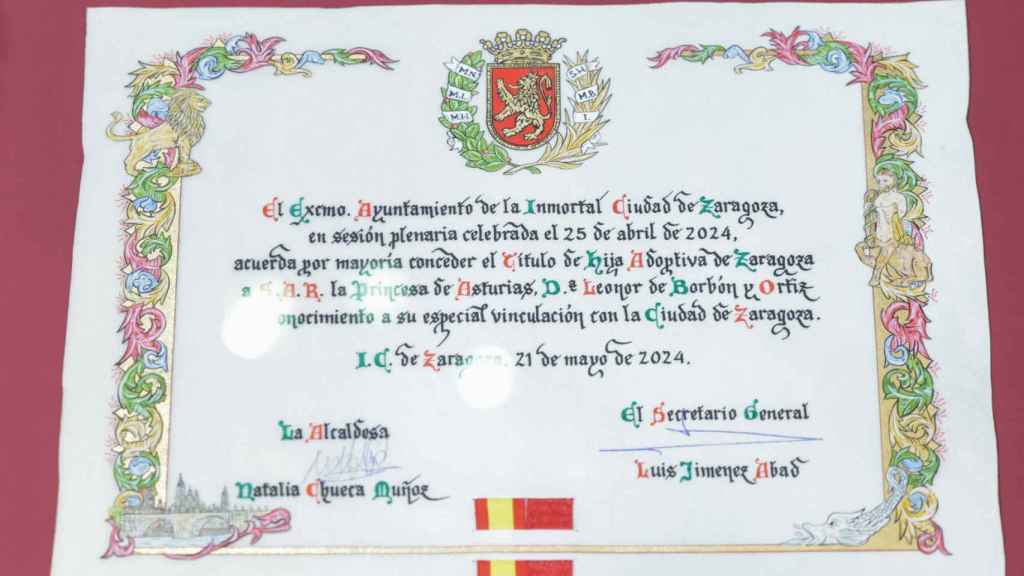 M.N.
M.L.
M.H.
S.H.
M.B.
I.
El Excmo. Ayuntamiento de la Inmortal Ciudad de Zaragoza,
en sesión plenaria celebrada el 25 de abril de 2024,
acuerda por mayoría conceder el Título de Hija Adoptiva de Zaragoza
a S.A.R. la Princesa de Asturias, D.ª Leonor de Borbón y Ortiz
onocimiento a su especial vinculación con la Ciudad de Zaragoza.
I.C. de Zaragoza, 21 de mayo de 2024.
La Alcaldesa
Natalia Chueca Muñoz
El Secretario General
Luis Jimenez Abad